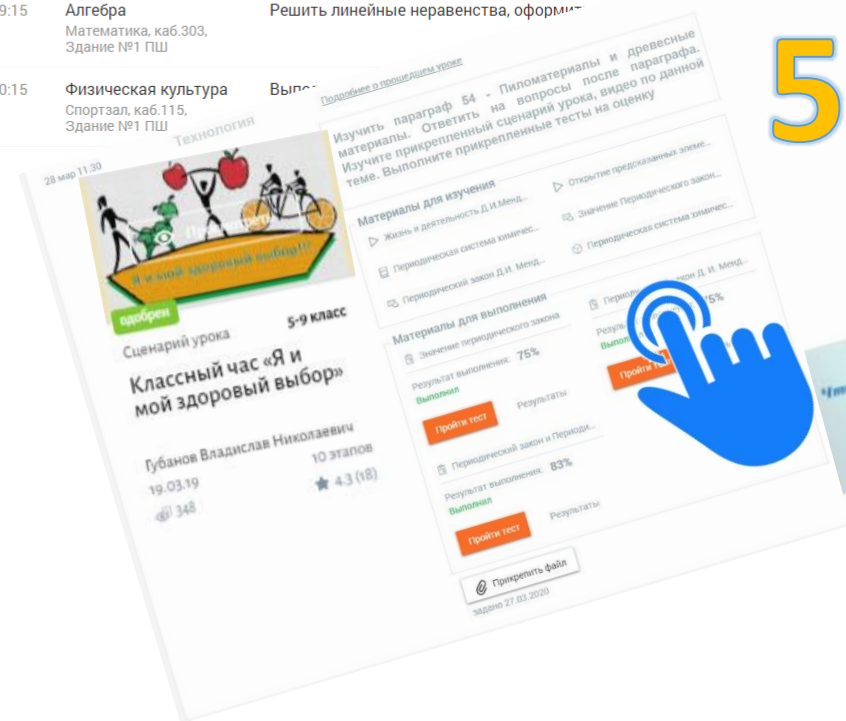 9:15
Алгебра
Решить линейные неравенства,
Математика, каб.303,
Здание №1 ПШ
0:15
Физическая культура
Спортзал, каб.115,
Здание №1 ПШ
5
Подробнее о прошедшем уроке
Технология
28 мар 11:30
Изучить параграф 54 - Пиломатериалы и древесные
материалы. Ответить на вопросы после параграфа.
Изучите прикрепленный сценарий урока, видео по данной
теме. Выполните прикрепленные тесты на оценку
Я и мой здоровый выбор!!!
одобрен
5-9 класс
Сценарий урока
Классный час «Я и
мой здоровый выбор»
Губанов Владислав Николаевич
19.03.19
10 этапов
348
4.3 (18)
Материалы для изучения
Жизнь и деятельность Д.И.Менд...
Открытие предсказанных элеме...
Периодическая система химичес...
Значение Периодического закон...
Периодический закон Д.И. Менд...
Периодическая система химичес...
Материалы для выполнения
Значение периодического закона
Результат выполнения: 75%
Выполнил
Пройти тест
Результаты
Д. И. Менд...
Пройти
Периодический закон и Периоди...
Результат выполнения: 83%
Выполнил
Пройти тест
Результаты
Прикрепить файл
задано 27.03.2020